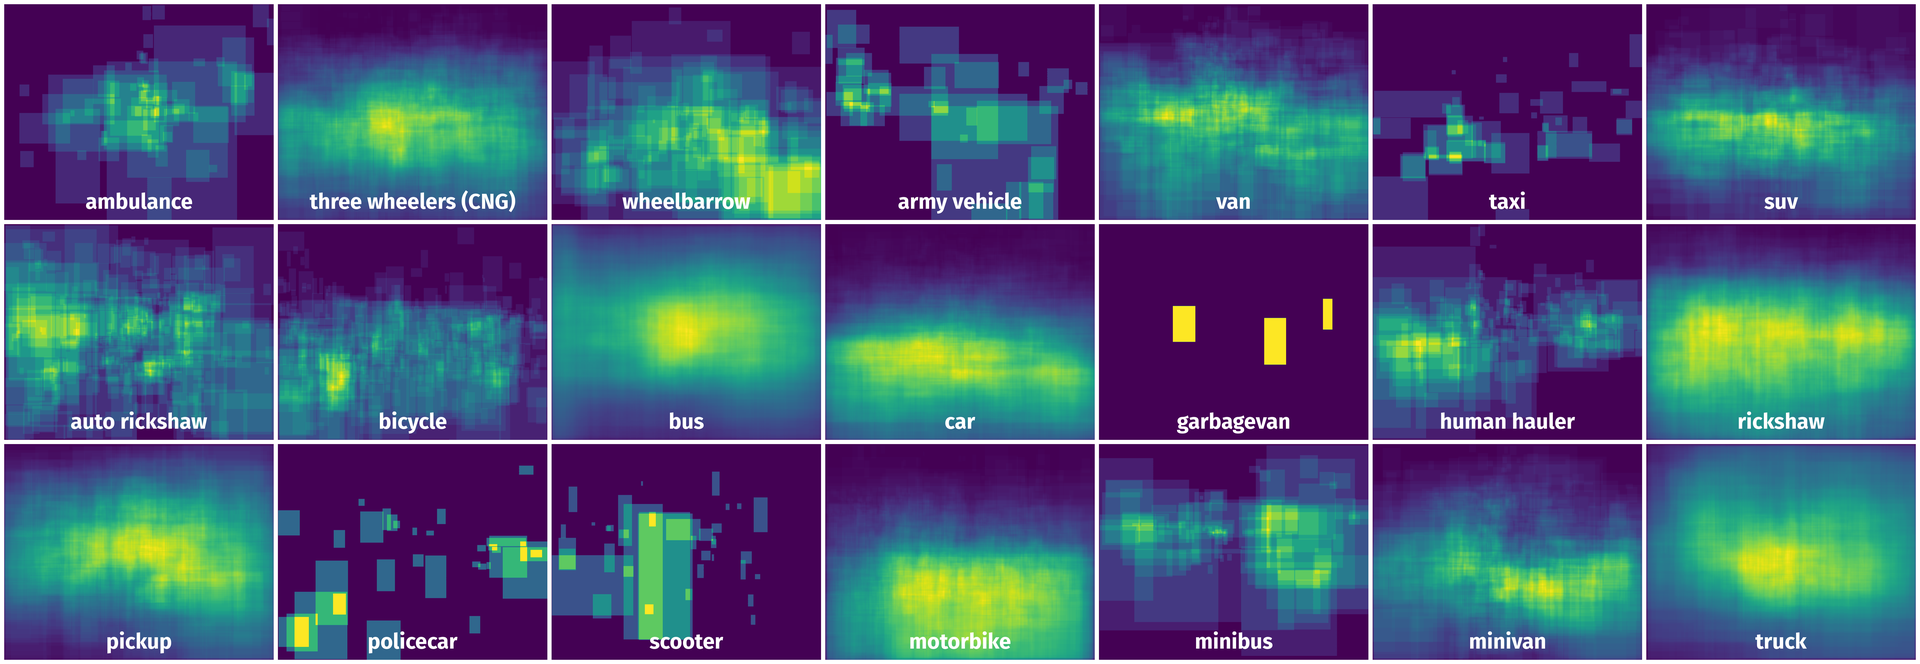 ambulance
three wheelers (CNG)
wheelbarrow
army vehicle
van
taxi
suv
auto rickshaw
bicycle
bus
car
garbagevan
human hauler
rickshaw
pickup
policecar
scooter
motorbike
minibus
minivan
truck